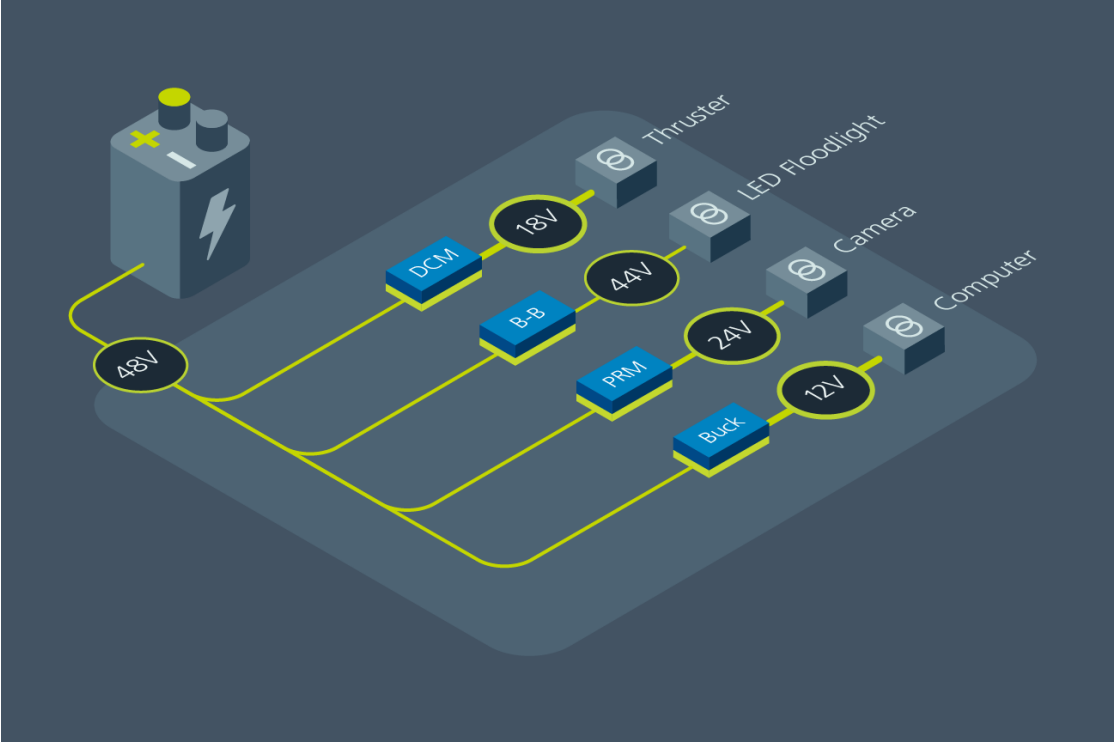 48V
DCM
18V
Thruster
B-B
44V
LED Floodlight
PRM
24V
Camera
Buck
12V
Computer